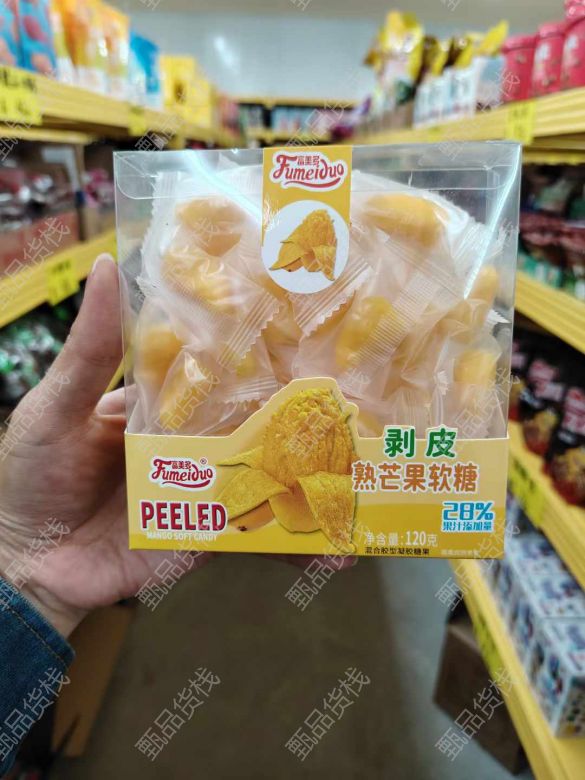 富美多
Fumeiduo
富美多®
Fumeiduo
PEELED
MANGO SOFT CANDY
剥皮
熟芒果软糖
28%
果汁添加量
净含量:120克
混合胶型凝胶糖果
甄品货栈